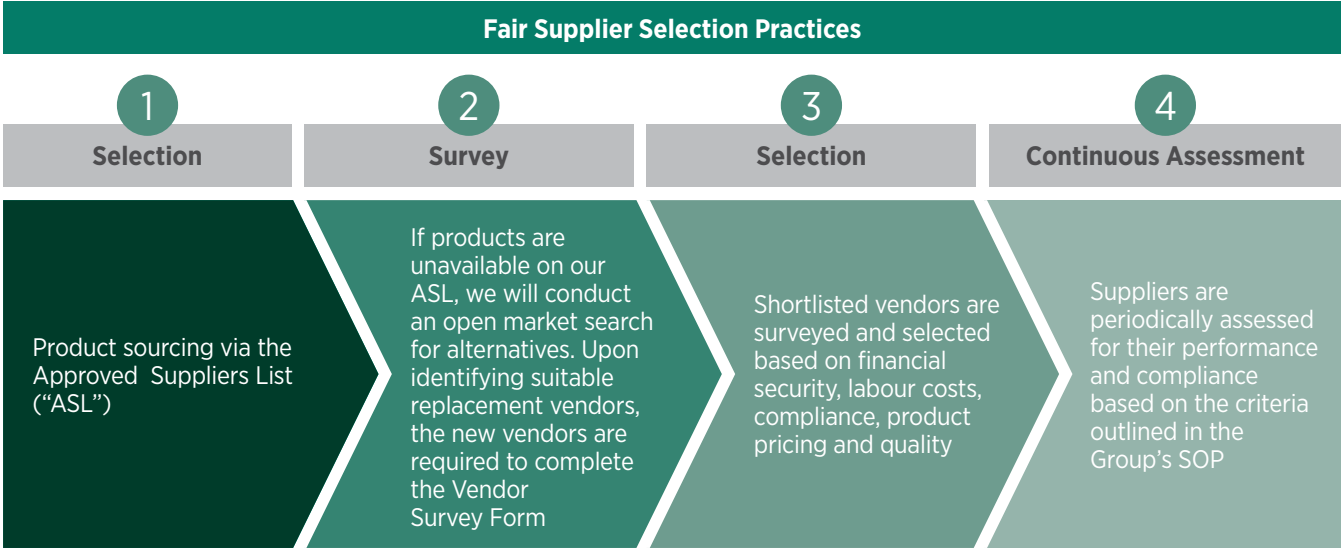 Fair Supplier Selection Practices
1
Selection
Product sourcing via the
Approved Suppliers List
(“ASL”)
2
Survey
If products are
unavailable on our
ASL, we will conduct
an open market search
for alternatives. Upon
identifying suitable
replacement vendors,
the new vendors are
required to complete
the Vendor
Survey Form
3
Selection
Shortlisted vendors are
surveyed and selected
based on financial
security, labour costs,
compliance, product
pricing and quality
4
Continuous Assessment
Suppliers are
periodically assessed
for their performance
and compliance
based on the criteria
outlined in the
Group’s SOP